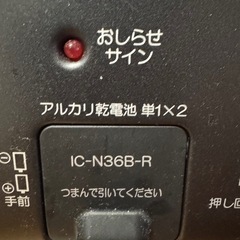 おしらせ
サイン
アルカリ乾電池 単1×2
IC-N36B-R
つまんで引いてください
手前
押し回